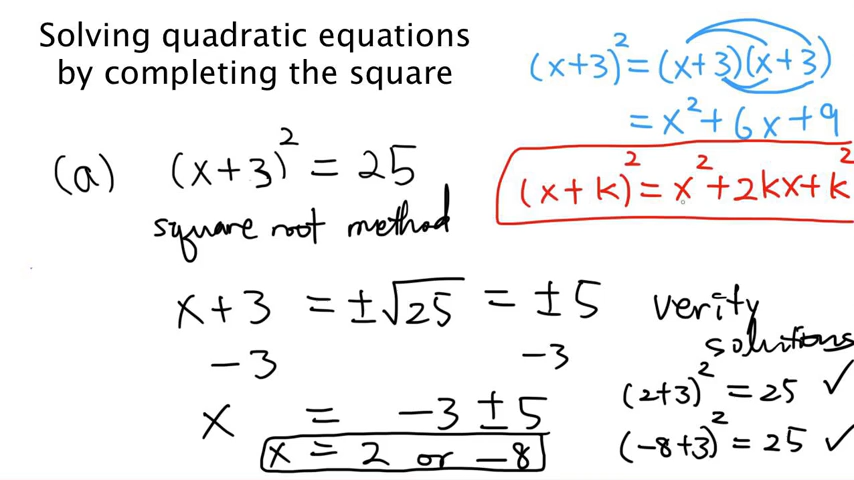 Solving quadratic equations
by completing the square
(x+3)² = (x+3)(x+3)
= x² + 6x + 9
(x+k)² = x² + 2kx + k²
(a) (x+3)² = 25
square root method
x + 3 = ±√25 = ±5
-3 -3
x = -3 ± 5
x = 2 or -8
verify
solutions
(2+3)² = 25 ✓
(-8+3)² = 25 ✓